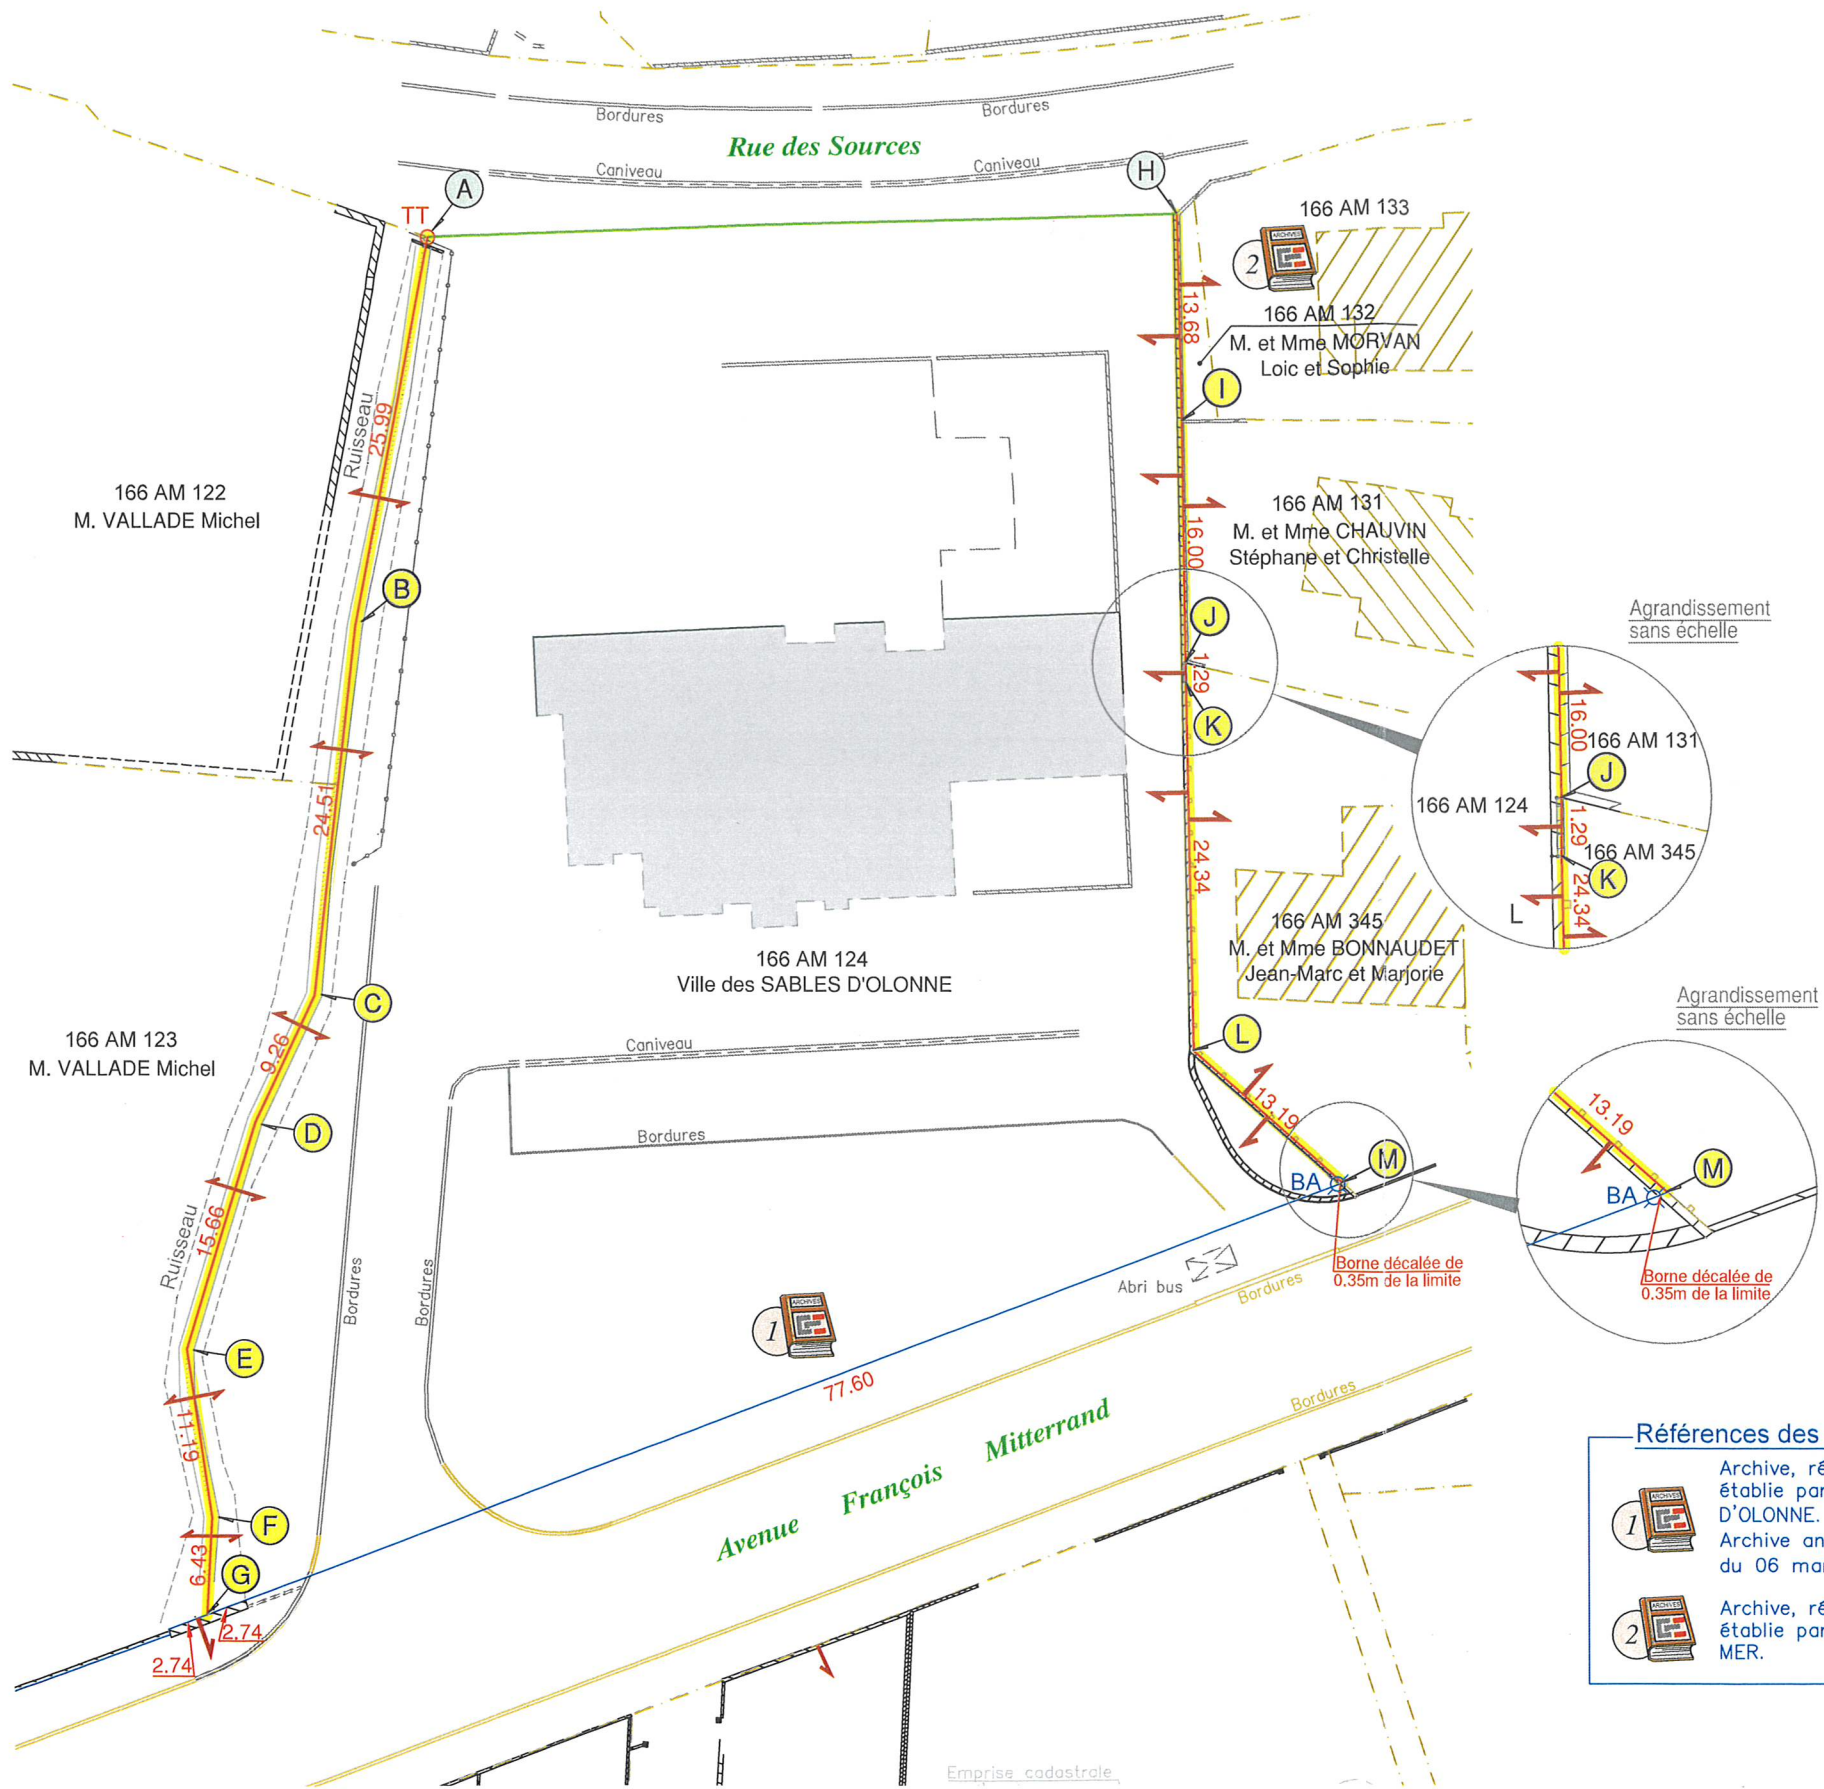 Bordures
Bordures
Rue des Sources
Caniveau
Caniveau
A
H
TT
166 AM 133
ARCHIVES
2
13.68
166 AM 132
M. et Mme MORVAN
Loic et Sophie
I
Ruisseau
25.99
166 AM 122
M. VALLADE Michel
166 AM 131
M. et Mme CHAUVIN
Stéphane et Christelle
16.00
B
J
1.29
K
Agrandissement
sans échelle
16.00
166 AM 131
J
166 AM 124
1.29
166 AM 345
K
24.34
L
24.51
24.34
166 AM 345
M. et Mme BONNAUDET
Jean-Marc et Marjorie
166 AM 124
Ville des SABLES D'OLONNE
C
166 AM 123
M. VALLADE Michel
9.26
Caniveau
L
Agrandissement
sans échelle
D
Bordures
13.19
M
BA
13.19
M
BA
Borne décalée de
0.35m de la limite
Borne décalée de
0.35m de la limite
Ruisseau
15.66
Bordures
Bordures
Abri bus
Bordures
ARCHIVES
1
E
77.60
11.19
Bordures
Avenue François Mitterrand
F
6.43
G
2.74
2.74
Références des
ARCHIVES
1
Archive, ré
établie par
D'OLONNE.
Archive an
du 06 mar
ARCHIVES
2
Archive, ré
établie par
MER.
Emprise cadastrale